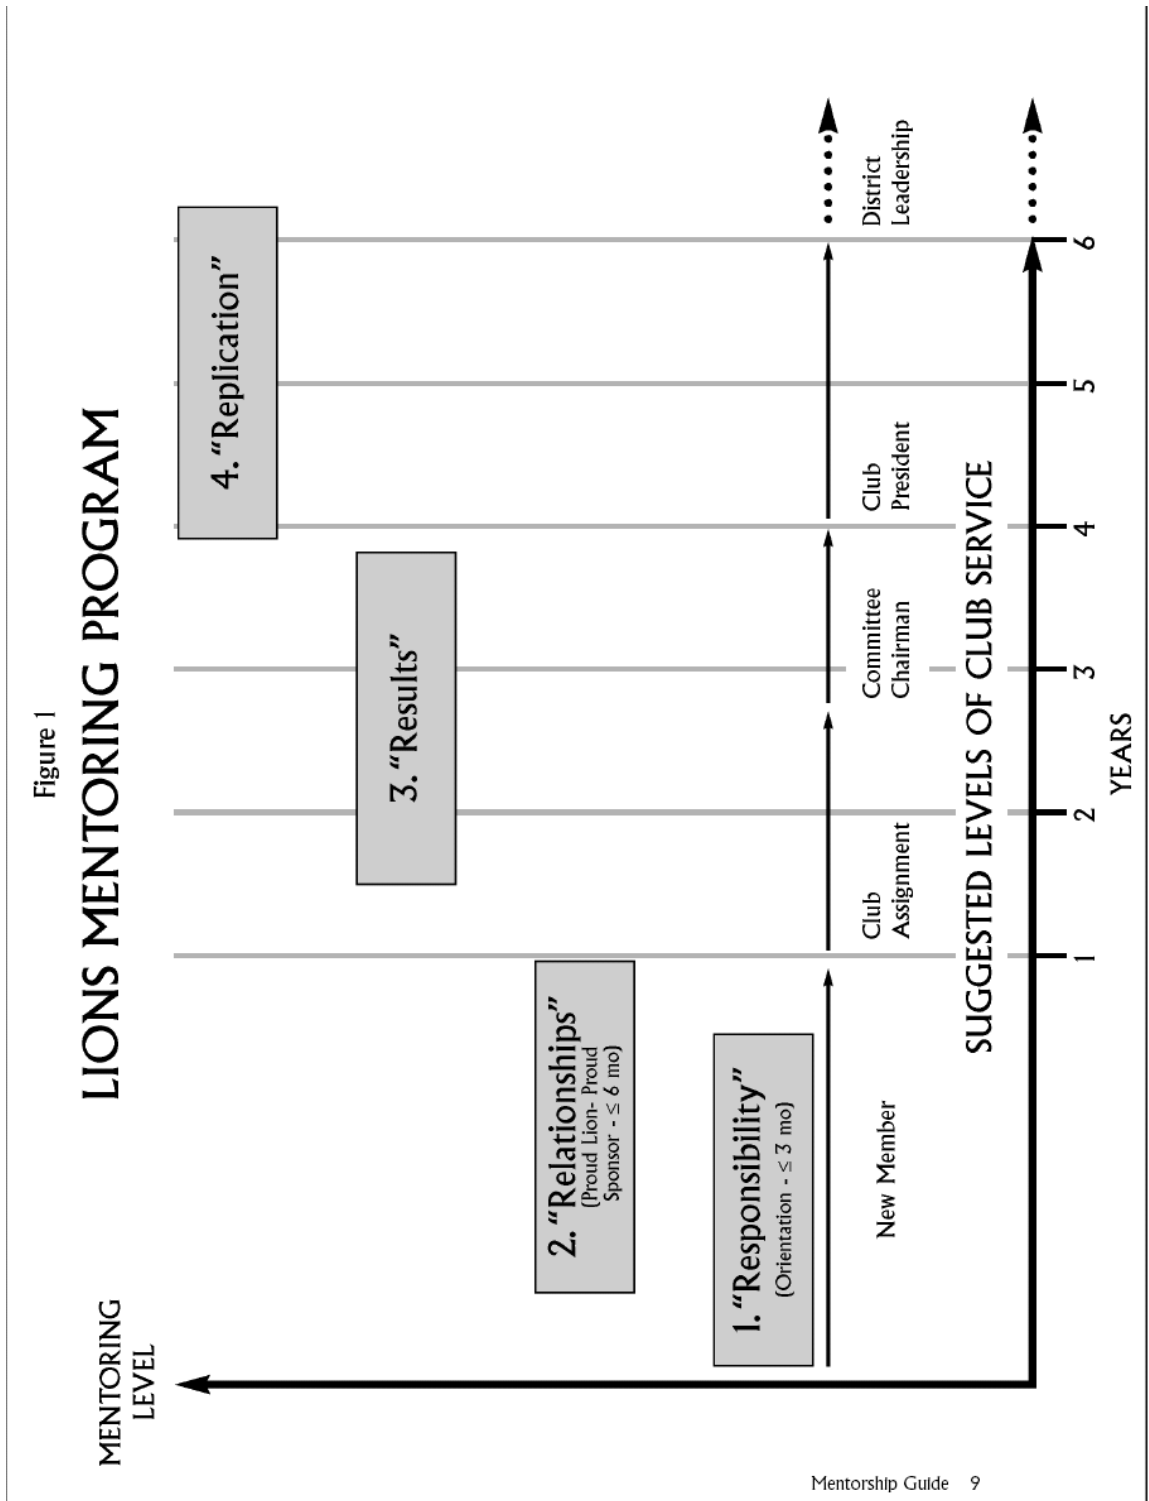 Figure 1
LIONS MENTORING PROGRAM
MENTORING
LEVEL
4. “Replication”
3. “Results”
2. “Relationships”
(Proud Lion- Proud
Sponsor - ≤ 6 mo)
1. “Responsibility”
(Orientation - ≤ 3 mo)
New Member
Club
Assignment
Committee
Chairman
Club
President
District
Leadership
SUGGESTED LEVELS OF CLUB SERVICE
1 2 3 4 5 6
YEARS
Mentorship Guide 9